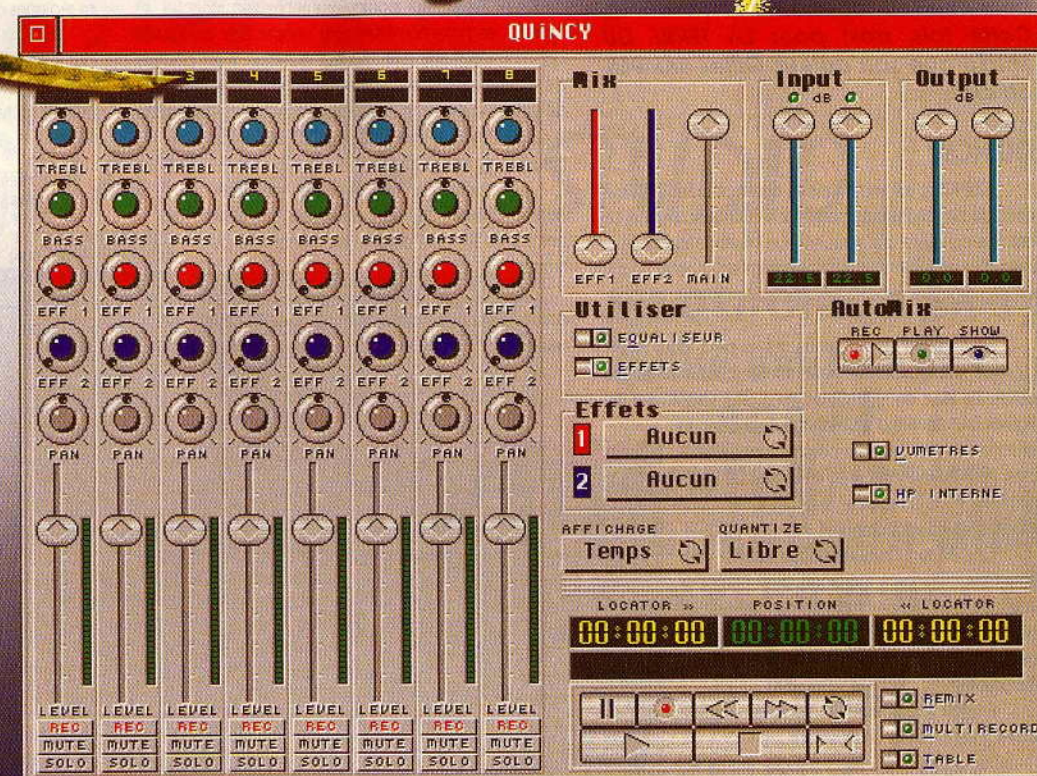 QUiNCY
3 4 5 6 7 8
TREBL TREBL TREBL TREBL TREBL TREBL TREBL TREBL
BASS BASS BASS BASS BASS BASS BASS BASS
EFF 1 EFF 1 EFF 1 EFF 1 EFF 1 EFF 1 EFF 1 EFF 1
EFF 2 EFF 2 EFF 2 EFF 2 EFF 2 EFF 2 EFF 2 EFF 2
PAN PAN PAN PAN PAN PAN PAN PAN
LEVEL LEVEL LEVEL LEVEL LEVEL LEVEL LEVEL LEVEL
REC REC REC REC REC REC REC REC
MUTE MUTE MUTE MUTE MUTE MUTE MUTE MUTE
SOLO SOLO SOLO SOLO SOLO SOLO SOLO SOLO
Mix
EFF1 EFF2 MAIN
Input
dB
22.5 22.5
Output
dB
0.0 0.0
Utiliser
EQUALISEUR
EFFETS
AutoMix
REC PLAY SHOW
Effets
1 Aucun
2 Aucun
VUMETRES
HP INTERNE
AFFICHAGE QUANTIZE
Temps Libre
LOCATOR >> POSITION << LOCATOR
00:00:00 00:00:00 00:00:00
REMIX
MULTIRECORD
TABLE